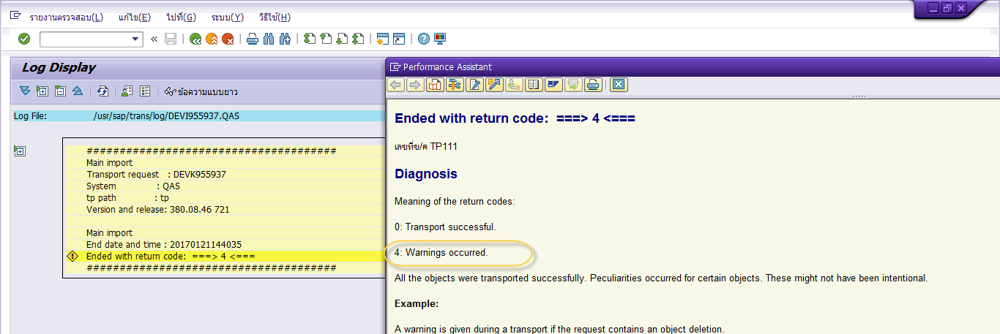 รายงานตรวจสอบ(L) แก้ไข(E) ไปที่(G) ระบบ(Y) วิธีใช้(H)
Log Display
ข้อความแบบยาว
Log File: /usr/sap/trans/log/DEVI955937.QAS
######################################
Main import
Transport request : DEVK955937
System : QAS
tp path : tp
Version and release: 380.08.46 721
Main import
End date and time : 20170121144035
Ended with return code: ===> 4 <===
######################################
Performance Assistant
Ended with return code: ===> 4 <===
เลขที่ข/ค TP111
Diagnosis
Meaning of the return codes:
0: Transport successful.
4: Warnings occurred.
All the objects were transported successfully. Peculiarities occurred for certain objects. These might not have been intentional.
Example:
A warning is given during a transport if the request contains an object deletion.